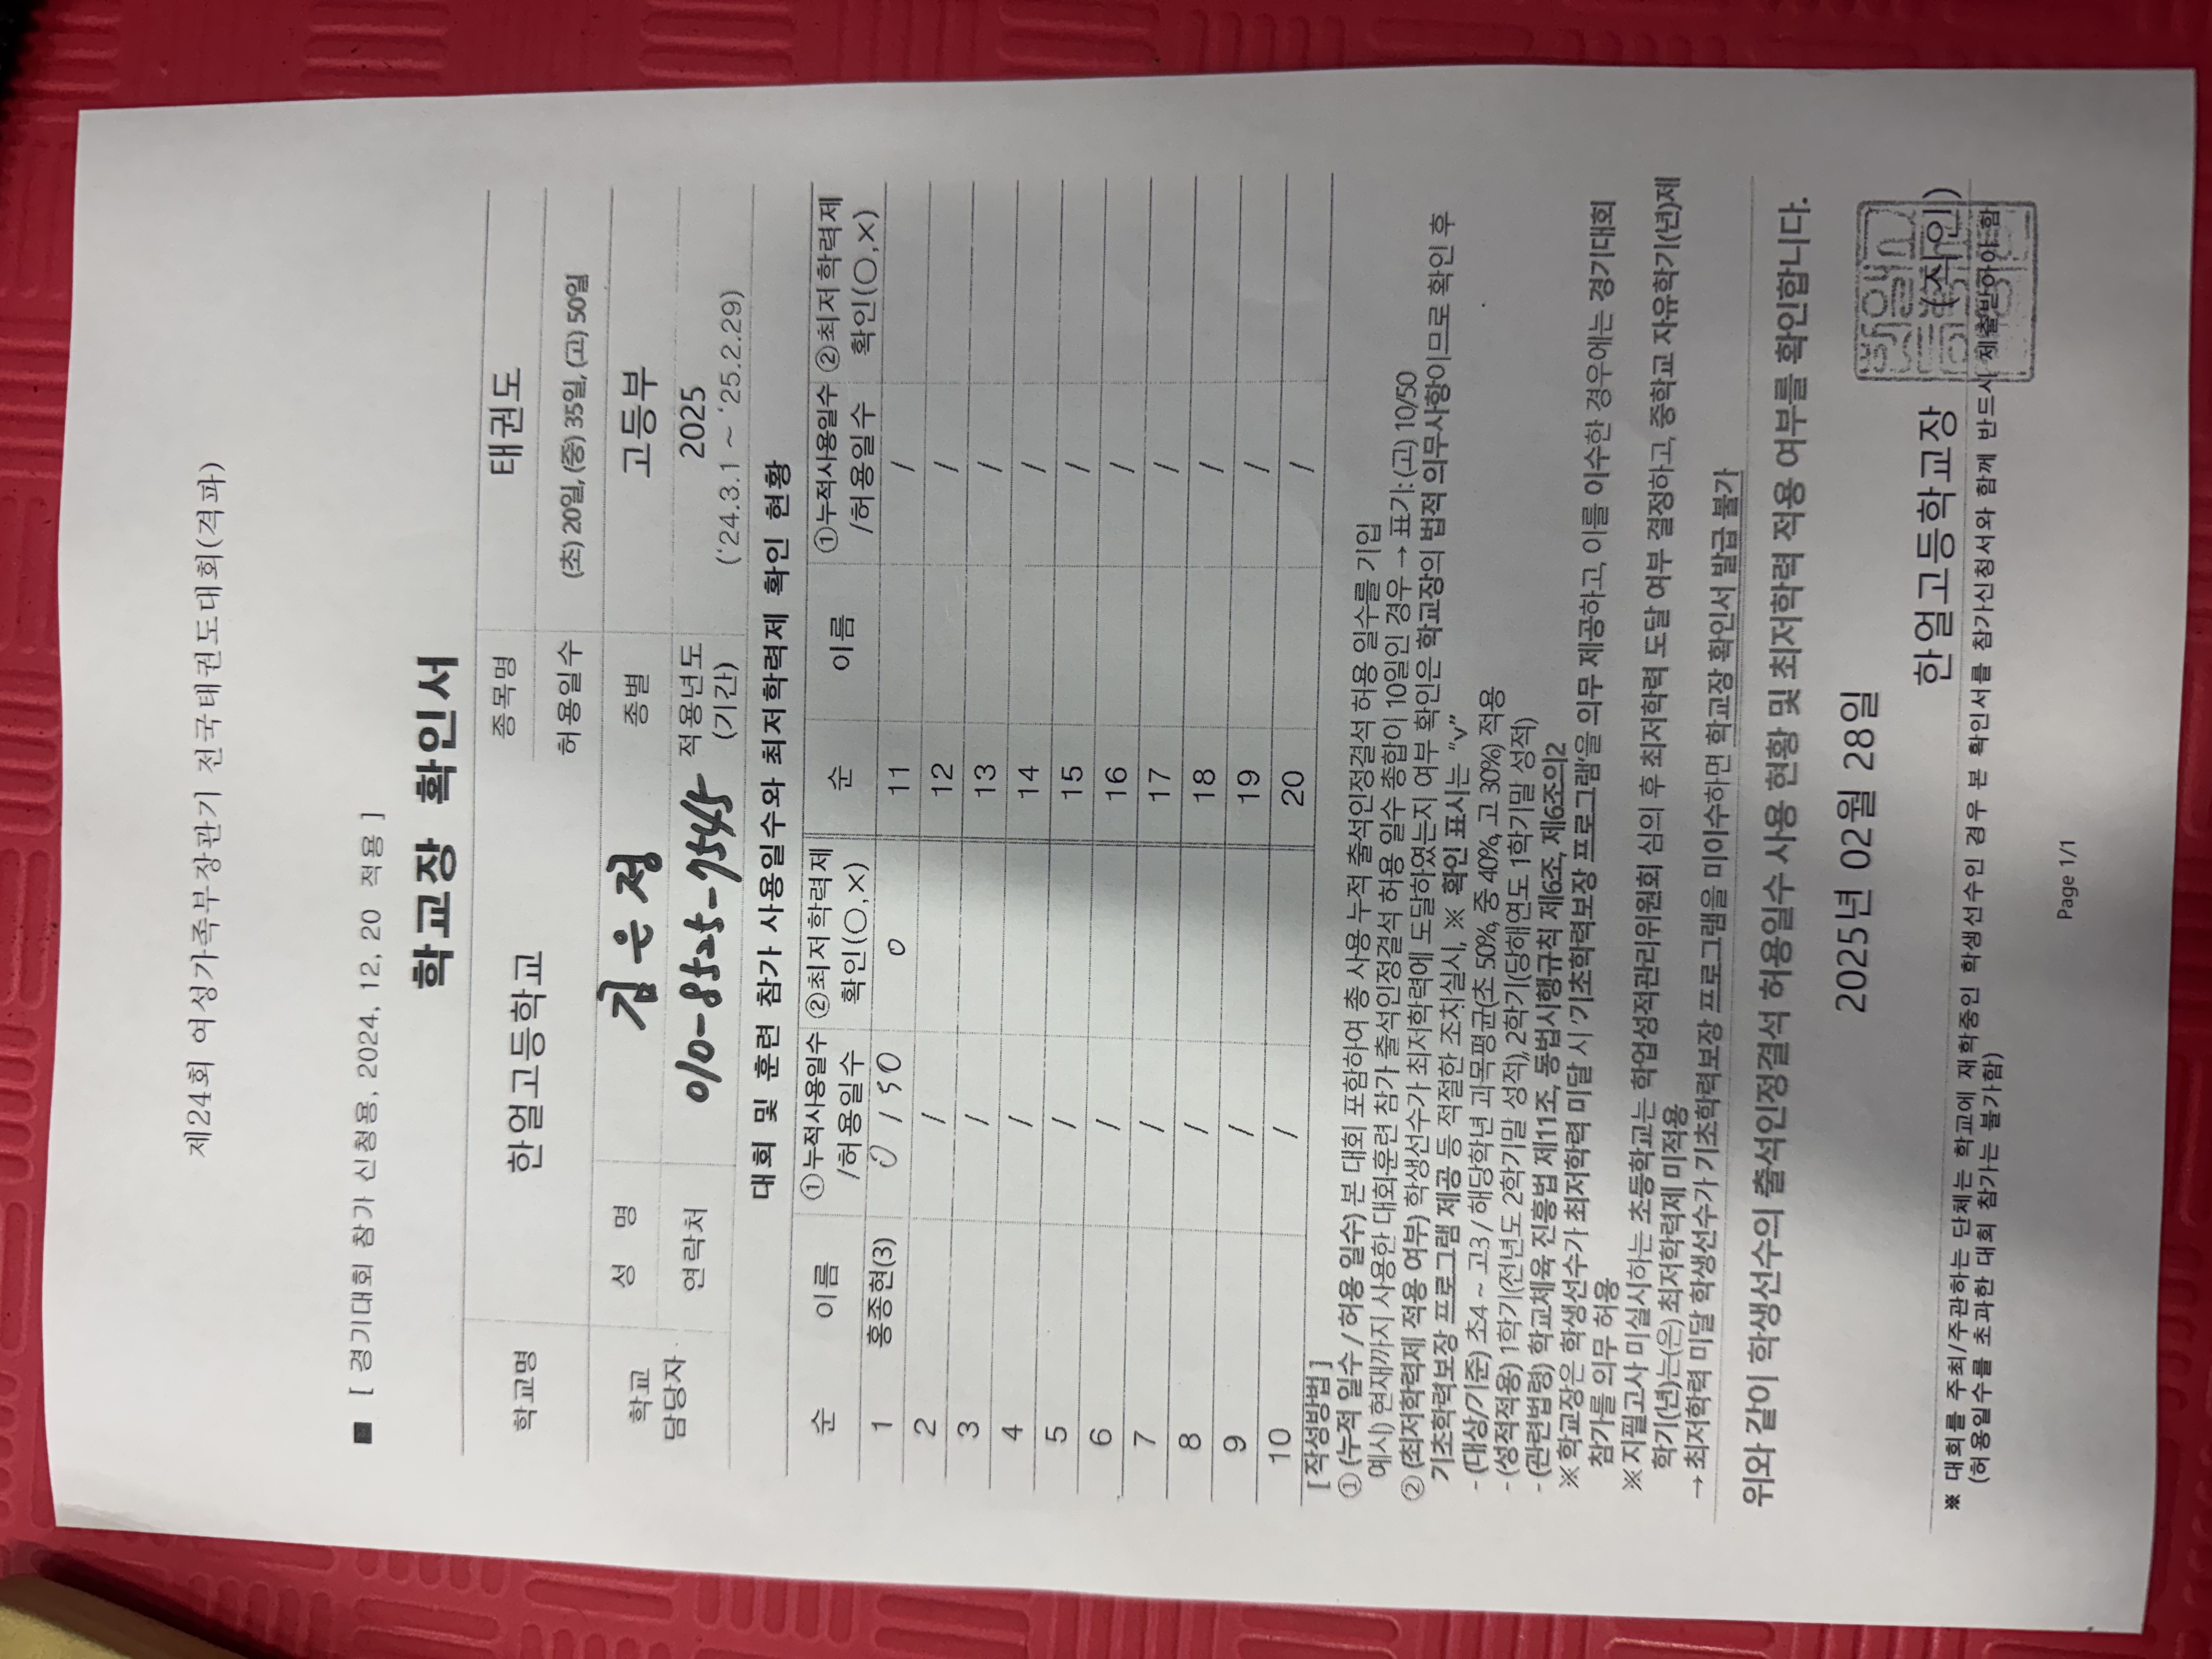 제24회 여성가족부장관기 전국태권도대회(격파)
■ [ 경기대회 참가 신청용, 2024, 12, 20 적용 ]
학교장 확인서
학교명 한얼고등학교 종목명 태권도
허용일수 (초) 20일, (중) 35일, (고) 50일
학교 담당자 성 명 김은정 종별 고등부
연락처 010-8525-7545 적용년도 (기간) 2025 ('24.3.1 ~ '25.2.29)
대회 및 훈련 참가 사용일수와 최저학력제 확인 현황
순 이름 ①누적사용일수 /허용일수 ②최저학력제 확인(○,×) 순 이름 ①누적사용일수 /허용일수 ②최저학력제 확인(○,×)
1 홍종현(3) 0 / 50 0 11 /
2 / 12 /
3 / 13 /
4 / 14 /
5 / 15 /
6 / 16 /
7 / 17 /
8 / 18 /
9 / 19 /
10 / 20 /
[ 작성방법 ]
① (누적 일수 / 허용 일수) 본 대회 포함하여 총 사용 누적 출석인정결석 허용 일수를 기입
예시) 현재까지 사용한 대회·훈련 참가 출석인정결석 허용 일수 총합이 10일인 경우 → 표기: (고) 10/50
② (최저학력제 적용 여부) 학생선수가 최저학력에 도달하였는지 여부 확인은 학교장의 법적 의무사항이므로 확인 후
기초학력보장 프로그램 제공 등 적절한 조치실시, ※ 확인 표시는 "v"
- (대상/기준) 초4 ~ 고3 / 해당학년 과목평균(초 50%, 중 40%, 고 30%) 적용
- (성적적용) 1학기(전년도 2학기말 성적), 2학기(당해연도 1학기말 성적)
- (관련법령) 학교체육 진흥법 제11조, 동법시행규칙 제6조, 제6조의2
※ 학교장은 학생선수가 최저학력 미달 시 '기초학력보장 프로그램'을 의무 제공하고, 이를 이수한 경우에는 경기대회
참가를 의무 허용
※ 지필고사 미실시하는 초등학교는 학업성적관리위원회 심의 후 최저학력 도달 여부 결정하고, 중학교 자유학기(년)제
학기(년)는(은) 최저학력제 미적용
→ 최저학력 미달 학생선수가 기초학력보장 프로그램을 미이수하면 학교장 확인서 발급 불가
위와 같이 학생선수의 출석인정결석 허용일수 사용 현황 및 최저학력 적용 여부를 확인합니다.
2025년 02월 28일
한얼고등학교장 (직인)
※ 대회를 주최/주관하는 단체는 학교에 재학중인 학생선수인 경우 본 확인서를 참가신청서와 함께 반드시 제출받아야 함
(허용일수를 초과한 대회 참가는 불가함)
Page 1/1